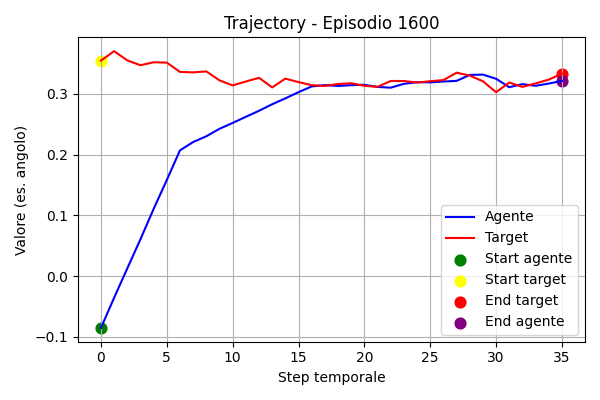 Trajectory - Episodio 1600
Valore (es. angolo)
0.3
0.2
0.1
0.0
−0.1
0 5 10 15 20 25 30 35
Step temporale
Agente
Target
Start agente
Start target
End target
End agente